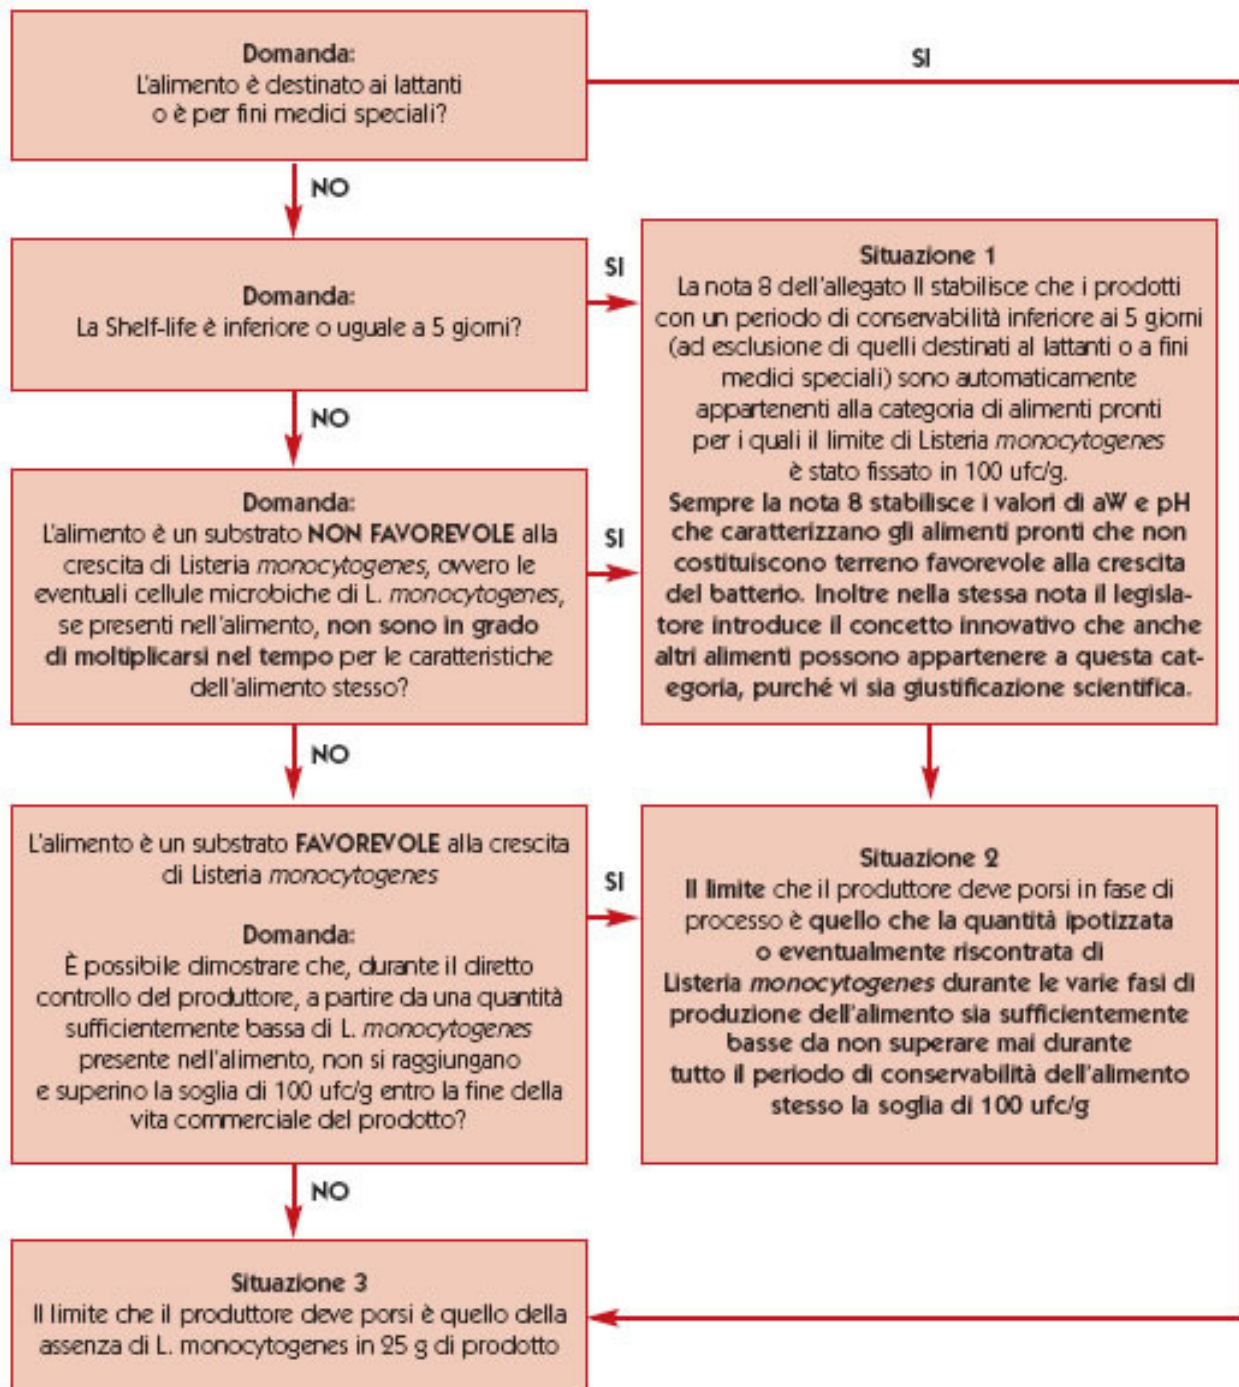 Domanda:
L'alimento è destinato ai lattanti
o è per fini medici speciali?
SI
NO
Domanda:
La Shelf-life è inferiore o uguale a 5 giorni?
SI
Situazione 1
La nota 8 dell'allegato II stabilisce che i prodotti
con un periodo di conservabilità inferiore ai 5 giorni
(ad esclusione di quelli destinati al lattanti o a fini
medici speciali) sono automaticamente
appartenenti alla categoria di alimenti pronti
per i quali il limite di Listeria monocytogenes
è stato fissato in 100 ufc/g.
Sempre la nota 8 stabilisce i valori di aW e pH
che caratterizzano gli alimenti pronti che non
costituiscono terreno favorevole alla crescita
del batterio. Inoltre nella stessa nota il legisla-
tore introduce il concetto innovativo che anche
altri alimenti possono appartenere a questa cat-
egoria, purché vi sia giustificazione scientifica.
NO
Domanda:
L'alimento è un substrato NON FAVOREVOLE alla
crescita di Listeria monocytogenes, ovvero le
eventuali cellule microbiche di L. monocytogenes,
se presenti nell'alimento, non sono in grado
di moltiplicarsi nel tempo per le caratteristiche
dell'alimento stesso?
SI
NO
L'alimento è un substrato FAVOREVOLE alla crescita
di Listeria monocytogenes
Domanda:
È possibile dimostrare che, durante il diretto
controllo del produttore, a partire da una quantità
sufficientemente bassa di L. monocytogenes
presente nell'alimento, non si raggiungano
e superino la soglia di 100 ufc/g entro la fine della
vita commerciale del prodotto?
SI
Situazione 2
Il limite che il produttore deve porsi in fase di
processo è quello che la quantità ipotizzata
o eventualmente riscontrata di
Listeria monocytogenes durante le varie fasi di
produzione dell'alimento sia sufficientemente
basse da non superare mai durante
tutto il periodo di conservabilità dell'alimento
stesso la soglia di 100 ufc/g
NO
Situazione 3
Il limite che il produttore deve porsi è quello della
assenza di L. monocytogenes in 25 g di prodotto